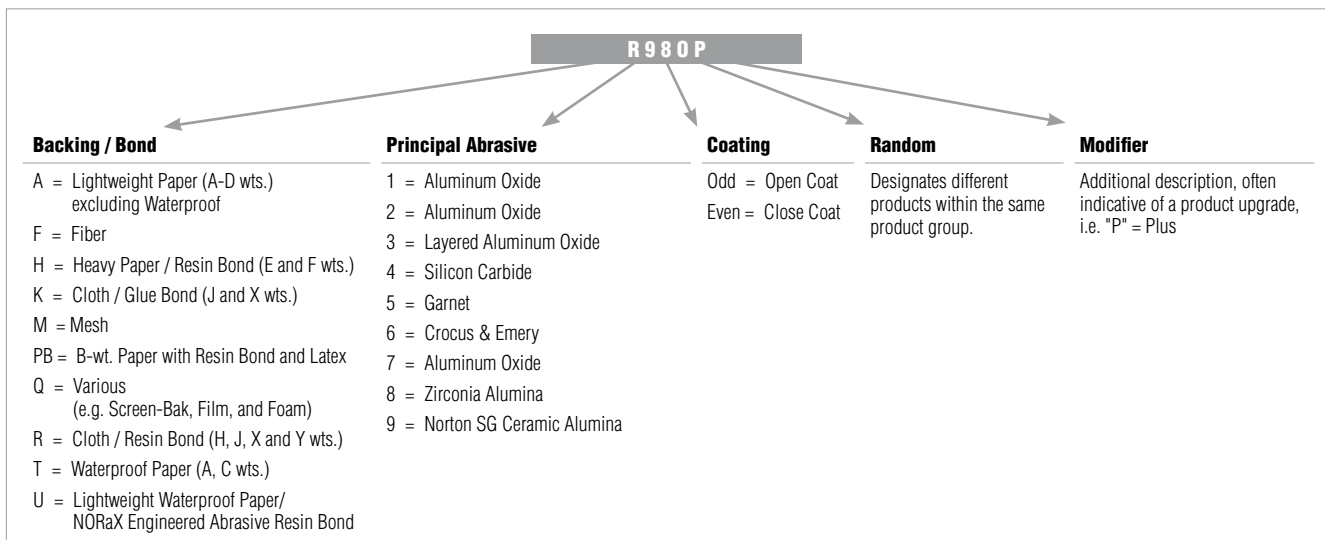 R980P
Backing / Bond
A = Lightweight Paper (A-D wts.)
excluding Waterproof
F = Fiber
H = Heavy Paper / Resin Bond (E and F wts.)
K = Cloth / Glue Bond (J and X wts.)
M = Mesh
PB = B-wt. Paper with Resin Bond and Latex
Q = Various
(e.g. Screen-Bak, Film, and Foam)
R = Cloth / Resin Bond (H, J, X and Y wts.)
T = Waterproof Paper (A, C wts.)
U = Lightweight Waterproof Paper/
NORaX Engineered Abrasive Resin Bond
Principal Abrasive
1 = Aluminum Oxide
2 = Aluminum Oxide
3 = Layered Aluminum Oxide
4 = Silicon Carbide
5 = Garnet
6 = Crocus & Emery
7 = Aluminum Oxide
8 = Zirconia Alumina
9 = Norton SG Ceramic Alumina
Coating
Odd = Open Coat
Even = Close Coat
Random
Designates different
products within the same
product group.
Modifier
Additional description, often
indicative of a product upgrade,
i.e. "P" = Plus